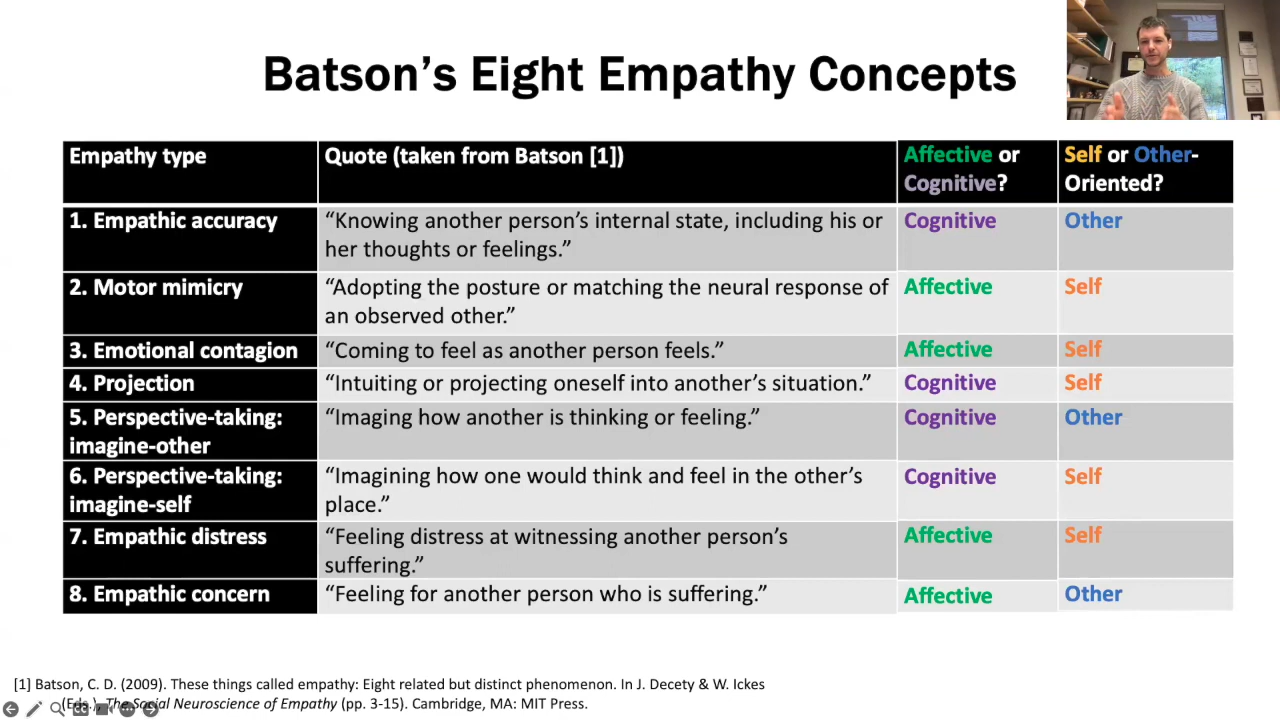 Batson’s Eight Empathy Concepts
Empathy type
Quote (taken from Batson [1])
Affective or
Cognitive?
Self or Other-
Oriented?
1. Empathic accuracy
“Knowing another person’s internal state, including his or
her thoughts or feelings.”
Cognitive
Other
2. Motor mimicry
“Adopting the posture or matching the neural response of
an observed other.”
Affective
Self
3. Emotional contagion
“Coming to feel as another person feels.”
Affective
Self
4. Projection
“Intuiting or projecting oneself into another’s situation.”
Cognitive
Self
5. Perspective-taking:
imagine-other
“Imaging how another is thinking or feeling.”
Cognitive
Other
6. Perspective-taking:
imagine-self
“Imagining how one would think and feel in the other’s
place.”
Cognitive
Self
7. Empathic distress
“Feeling distress at witnessing another person’s
suffering.”
Affective
Self
8. Empathic concern
“Feeling for another person who is suffering.”
Affective
Other
[1] Batson, C. D. (2009). These things called empathy: Eight related but distinct phenomenon. In J. Decety & W. Ickes
(Eds.), The Social Neuroscience of Empathy (pp. 3-15). Cambridge, MA: MIT Press.